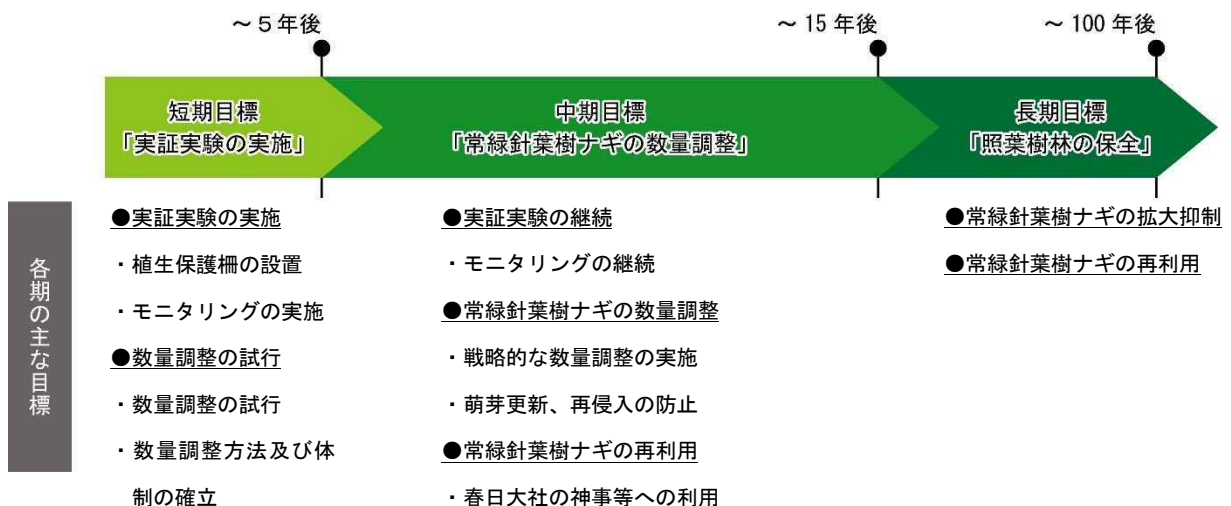 ～５年後
～15 年後
～100 年後
短期目標
「実証実験の実施」
中期目標
「常緑針葉樹ナギの数量調整」
長期目標
「照葉樹林の保全」
各期の主な目標
●実証実験の実施
・植生保護柵の設置
・モニタリングの実施
●数量調整の試行
・数量調整の試行
・数量調整方法及び体
制の確立
●実証実験の継続
・モニタリングの継続
●常緑針葉樹ナギの数量調整
・戦略的な数量調整の実施
・萌芽更新、再侵入の防止
●常緑針葉樹ナギの再利用
・春日大社の神事等への利用
●常緑針葉樹ナギの拡大抑制
●常緑針葉樹ナギの再利用